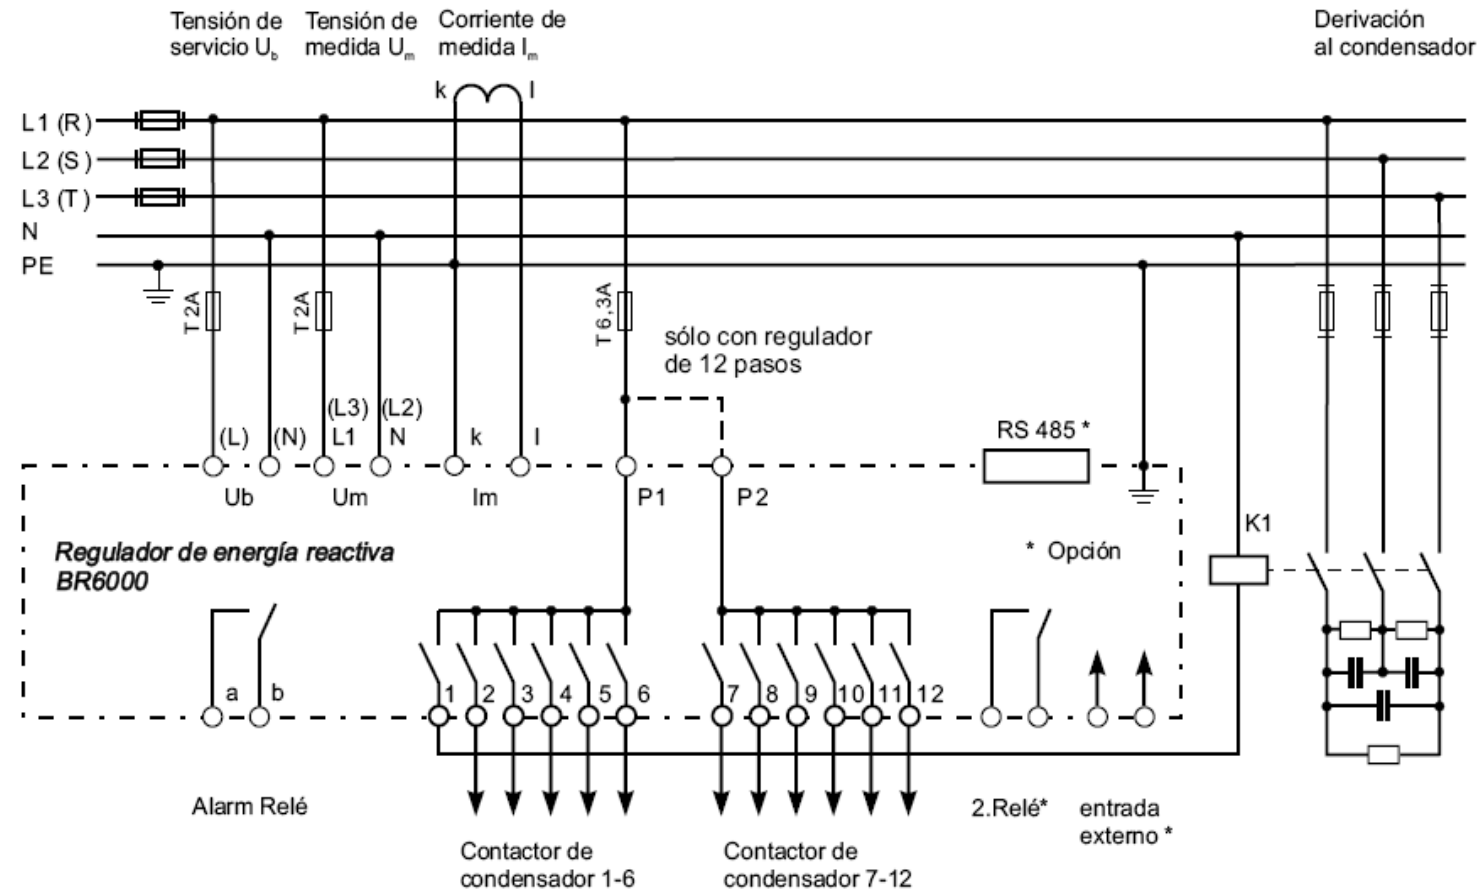 Tensión de
servicio Ub
Tensión de
medida Um
Corriente de
medida Im
Derivación
al condensador
k
l
L1 (R)
L2 (S)
L3 (T)
N
PE
T 2A
T 2A
T 6,3A
sólo con regulador
de 12 pasos
(L3)
(L2)
(L)
(N)
L1
N
k
l
RS 485 *
Ub
Um
Im
P1
P2
K1
Regulador de energía reactiva
BR6000
* Opción
a
b
1
2
3
4
5
6
7
8
9
10
11
12
Alarm Relé
2.Relé*
entrada
externo *
Contactor de
condensador 1-6
Contactor de
condensador 7-12